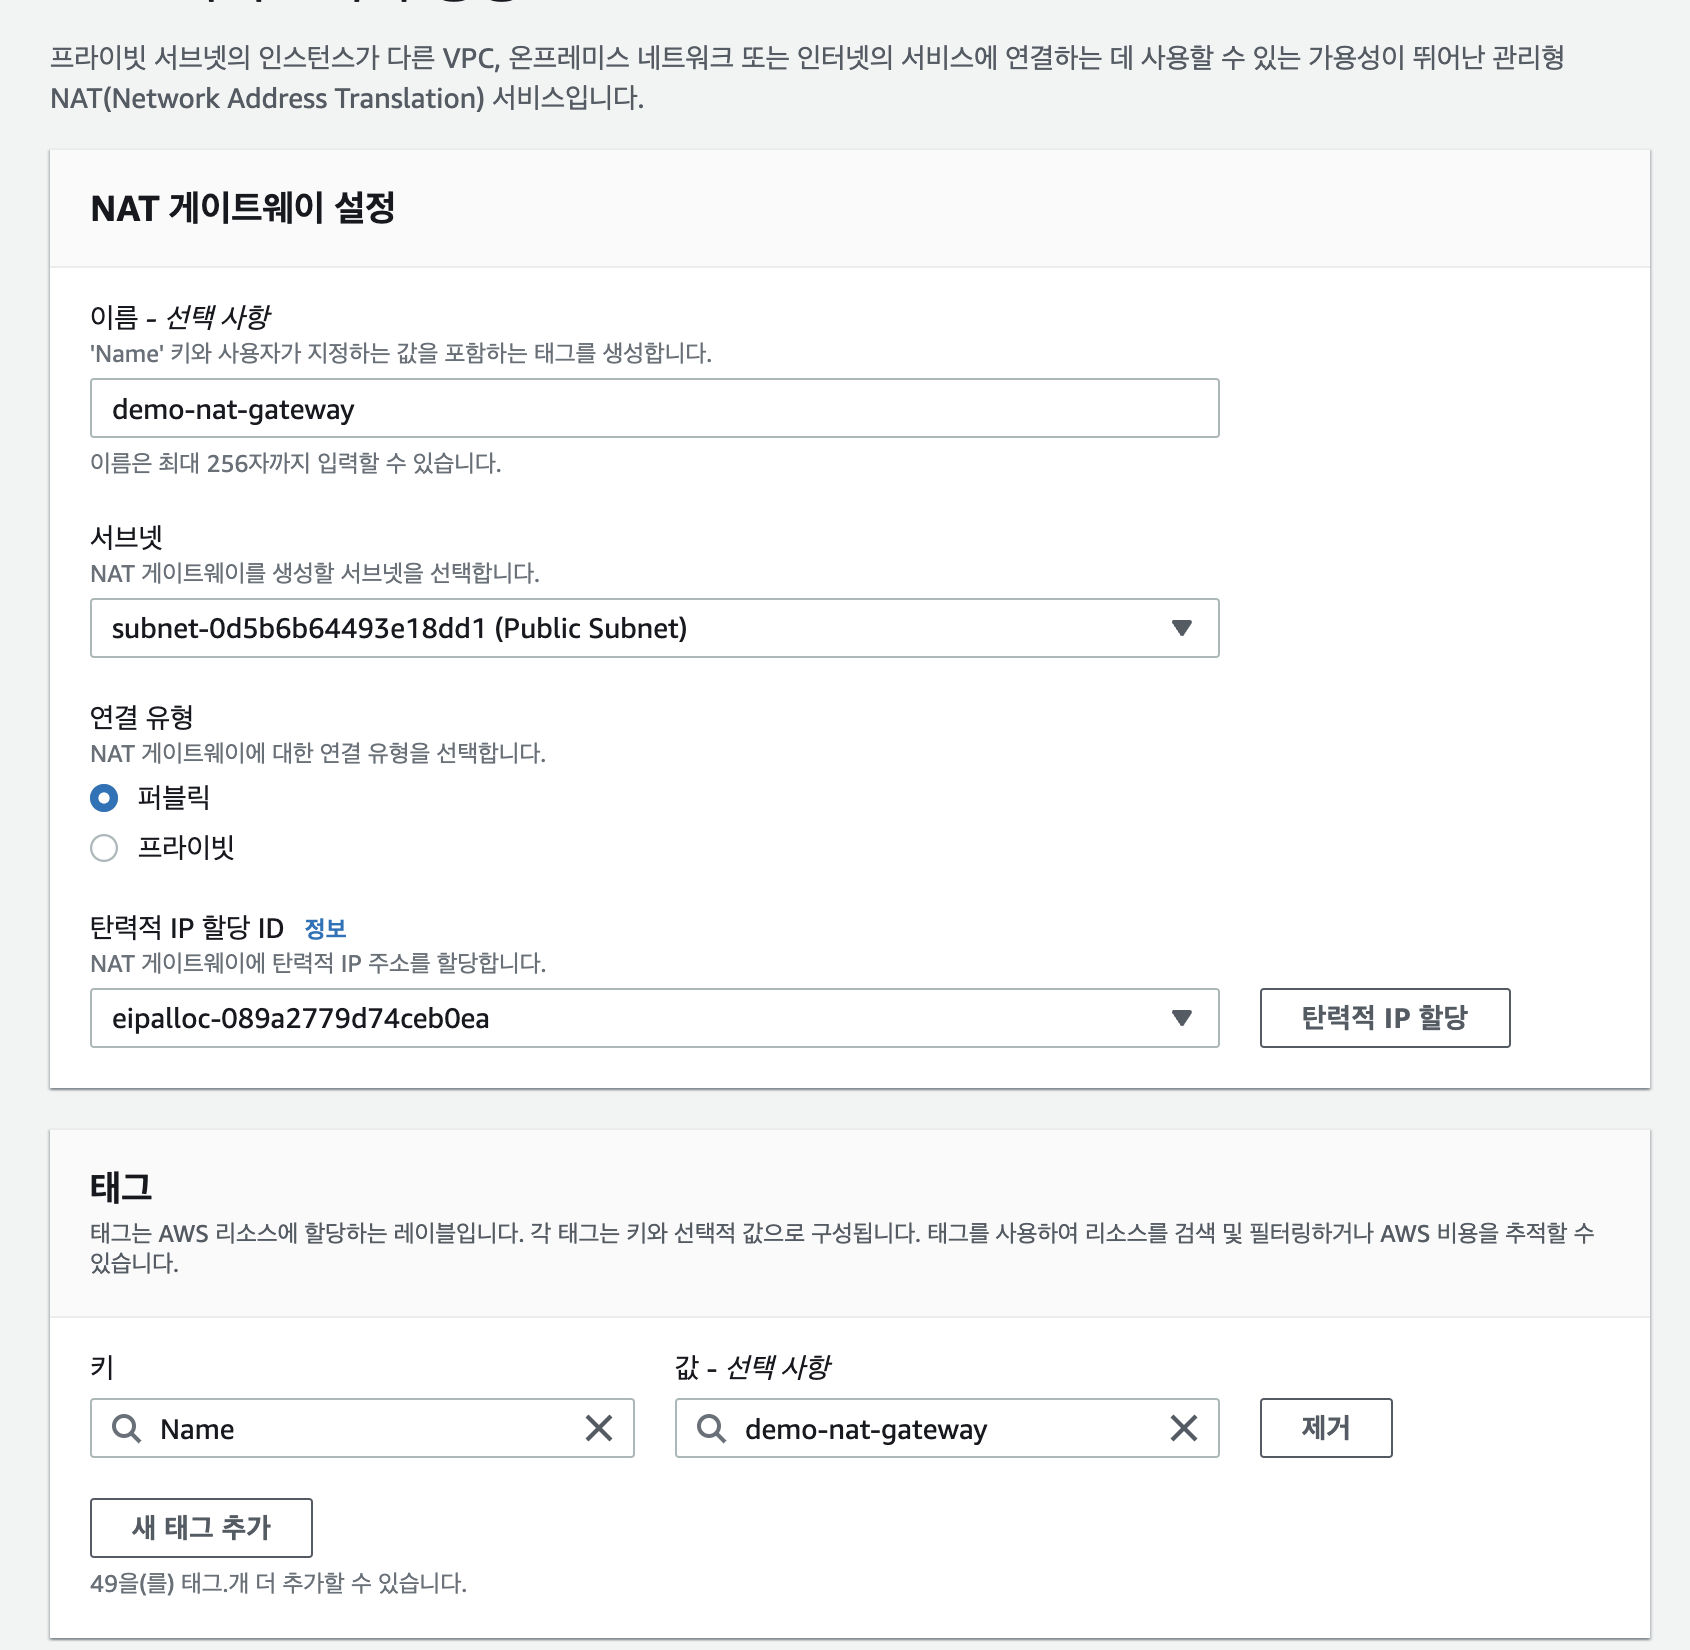 프라이빗 서브넷의 인스턴스가 다른 VPC, 온프레미스 네트워크 또는 인터넷의 서비스에 연결하는 데 사용할 수 있는 가용성이 뛰어난 관리형
NAT(Network Address Translation) 서비스입니다.
NAT 게이트웨이 설정
이름 - 선택 사항
'Name' 키와 사용자가 지정하는 값을 포함하는 태그를 생성합니다.
demo-nat-gateway
이름은 최대 256자까지 입력할 수 있습니다.
서브넷
NAT 게이트웨이를 생성할 서브넷을 선택합니다.
subnet-0d5b6b64493e18dd1 (Public Subnet)
연결 유형
NAT 게이트웨이에 대한 연결 유형을 선택합니다.
퍼블릭
프라이빗
탄력적 IP 할당 ID 정보
NAT 게이트웨이에 탄력적 IP 주소를 할당합니다.
eipalloc-089a2779d74ceb0ea
탄력적 IP 할당
태그
태그는 AWS 리소스에 할당하는 레이블입니다. 각 태그는 키와 선택적 값으로 구성됩니다. 태그를 사용하여 리소스를 검색 및 필터링하거나 AWS 비용을 추적할 수
있습니다.
키
값 - 선택 사항
Name
demo-nat-gateway
제거
새 태그 추가
49을(를) 태그.개 더 추가할 수 있습니다.